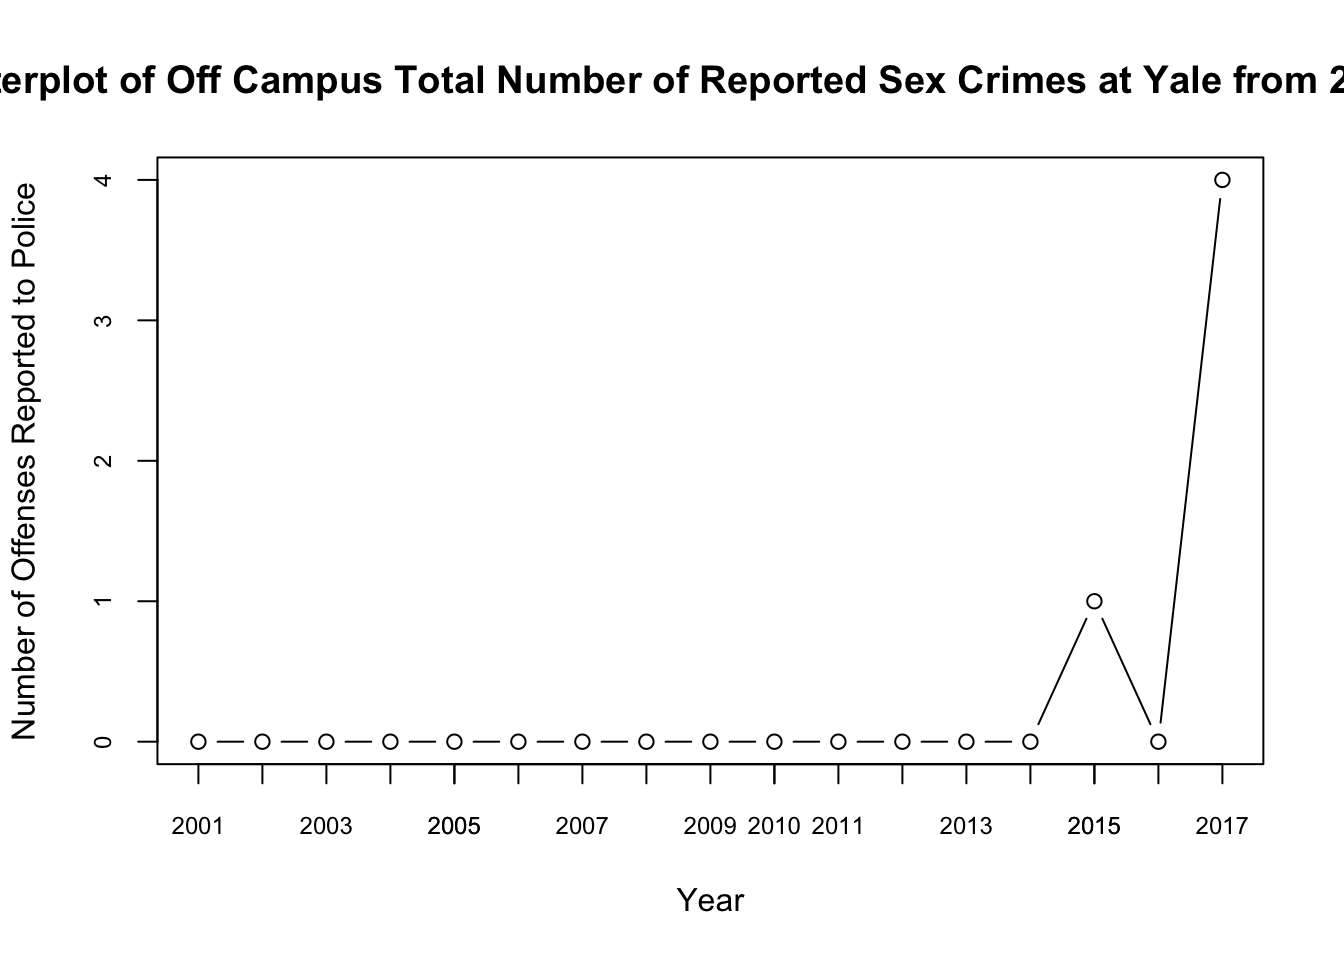 terplot of Off Campus Total Number of Reported Sex Crimes at Yale from 2
Number of Offenses Reported to Police
4
3
2
1
0
2001 2003 2005 2007 2009 2010 2011 2013 2015 2017
Year